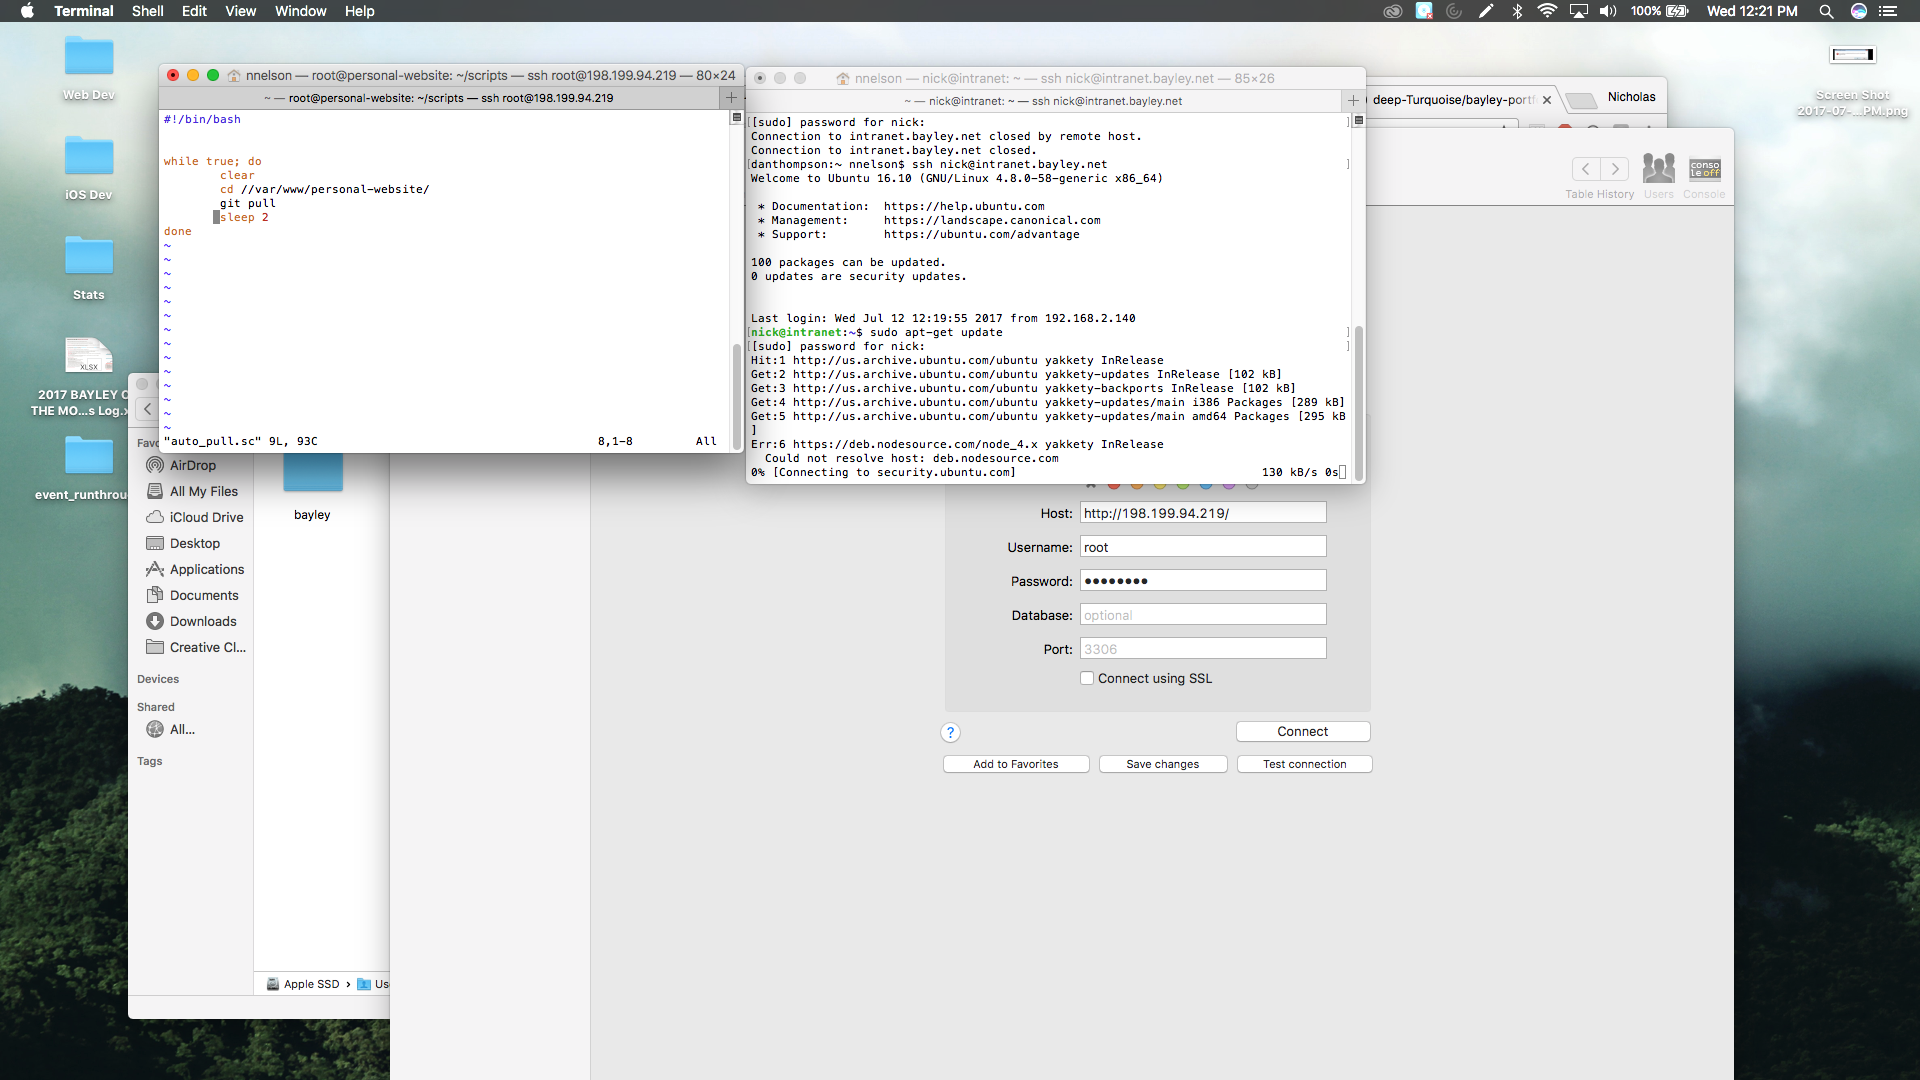 Terminal Shell Edit View Window Help
100% Wed 12:21 PM
Web Dev
iOS Dev
Stats
XLSX
2017 BAYLEY O
THE MO...s Log.x
event_runthrou
Screen Shot
2017-07-...PM.png
nnelson — root@personal-website: ~/scripts — ssh root@198.199.94.219 — 80×24
~ — root@personal-website: ~/scripts — ssh root@198.199.94.219
#!/bin/bash
while true; do
clear
cd //var/www/personal-website/
git pull
sleep 2
done
~
~
~
~
~
~
~
~
~
~
~
~
~
~
"auto_pull.sc" 9L, 93C 8,1-8 All
nnelson — nick@intranet: ~ — ssh nick@intranet.bayley.net — 85×26
~ — nick@intranet: ~ — ssh nick@intranet.bayley.net
[[sudo] password for nick: ]
Connection to intranet.bayley.net closed by remote host.
Connection to intranet.bayley.net closed.
[danthompson:~ nnelson$ ssh nick@intranet.bayley.net ]
Welcome to Ubuntu 16.10 (GNU/Linux 4.8.0-58-generic x86_64)
* Documentation: https://help.ubuntu.com
* Management: https://landscape.canonical.com
* Support: https://ubuntu.com/advantage
100 packages can be updated.
0 updates are security updates.
Last login: Wed Jul 12 12:19:55 2017 from 192.168.2.140
[nick@intranet:~$ sudo apt-get update ]
[[sudo] password for nick: ]
Hit:1 http://us.archive.ubuntu.com/ubuntu yakkety InRelease
Get:2 http://us.archive.ubuntu.com/ubuntu yakkety-updates InRelease [102 kB]
Get:3 http://us.archive.ubuntu.com/ubuntu yakkety-backports InRelease [102 kB]
Get:4 http://us.archive.ubuntu.com/ubuntu yakkety-updates/main i386 Packages [289 kB]
Get:5 http://us.archive.ubuntu.com/ubuntu yakkety-updates/main amd64 Packages [295 kB
]
Err:6 https://deb.nodesource.com/node_4.x yakkety InRelease
Could not resolve host: deb.nodesource.com
0% [Connecting to security.ubuntu.com] 130 kB/s 0s
deep-Turquoise/bayley-portf
Nicholas
conso
le off
Table History Users Console
Favo
AirDrop
All My Files
iCloud Drive
Desktop
Applications
Documents
Downloads
Creative Cl...
Devices
Shared
All...
Tags
bayley
Apple SSD › Us
Host: http://198.199.94.219/
Username: root
Password: ••••••••
Database: optional
Port: 3306
Connect using SSL
? Connect
Add to Favorites Save changes Test connection